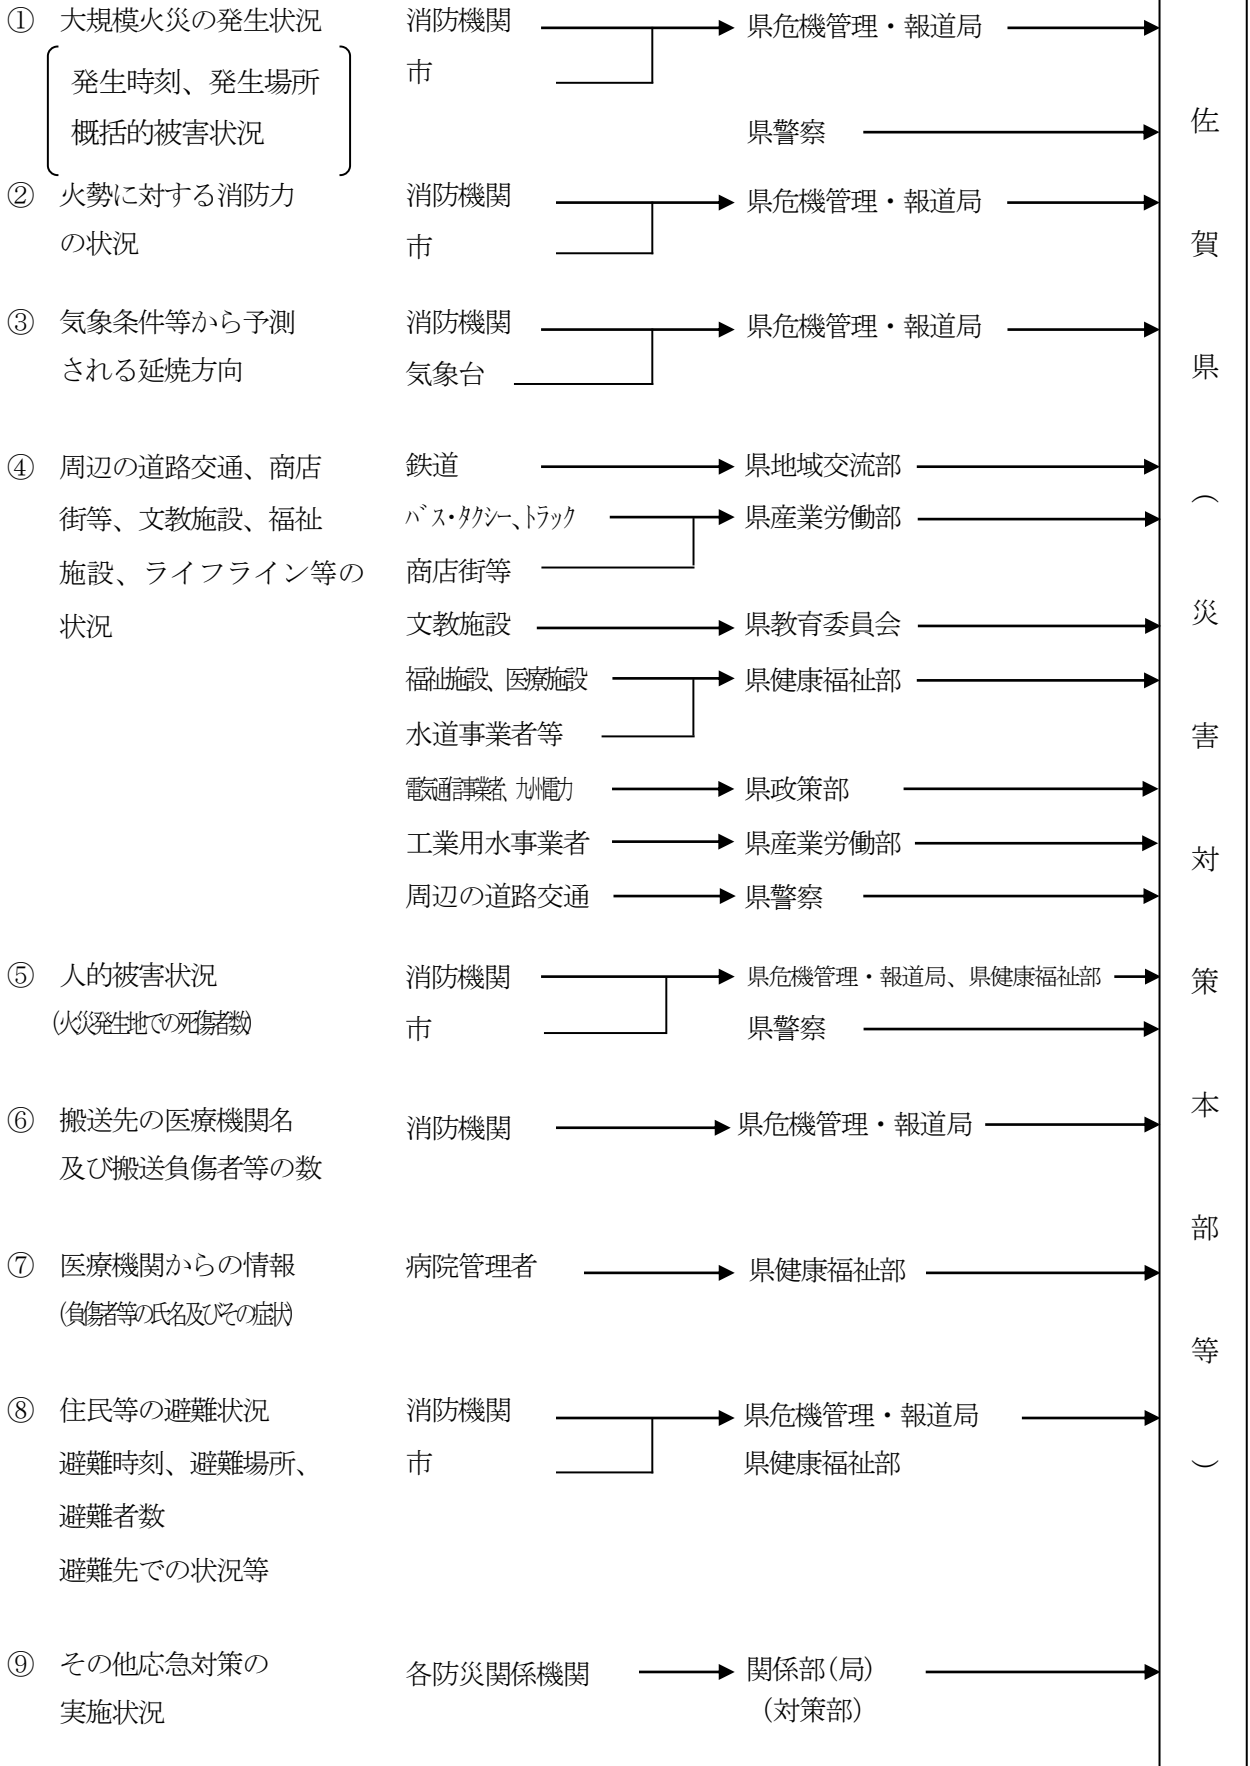 ① 大規模火災の発生状況 消防機関 県危機管理・報道局
発生時刻、発生場所 市
概括的被害状況 県警察
② 火勢に対する消防力 消防機関 県危機管理・報道局
の状況 市
③ 気象条件等から予測 消防機関 県危機管理・報道局
される延焼方向 気象台
④ 周辺の道路交通、商店 鉄道 県地域交流部
街等、文教施設、福祉 バス・タクシー、トラック 県産業労働部
施設、ライフライン等の 商店街等
状況 文教施設 県教育委員会
福祉施設、医療施設 県健康福祉部
水道事業者等
電気通信事業者、九州電力 県政策部
工業用水事業者 県産業労働部
周辺の道路交通 県警察
⑤ 人的被害状況 消防機関 県危機管理・報道局、県健康福祉部
(火災発生地での死傷者数) 市 県警察
⑥ 搬送先の医療機関名 消防機関 県危機管理・報道局
及び搬送負傷者等の数
⑦ 医療機関からの情報 病院管理者 県健康福祉部
(負傷者等の氏名及びその症状)
⑧ 住民等の避難状況 消防機関 県危機管理・報道局
避難時刻、避難場所、 市 県健康福祉部
避難者数
避難先での状況等
⑨ その他応急対策の 各防災関係機関 関係部(局)
実施状況 (対策部)
佐賀県(災害対策本部等)